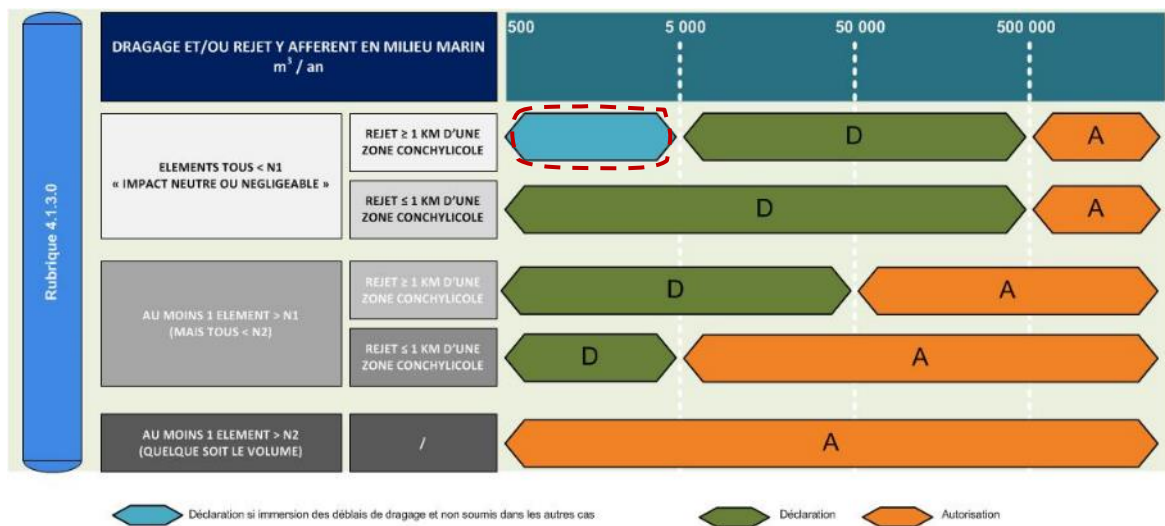 Rubrique 4.1.3.0
DRAGAGE ET/OU REJET Y AFFERENT EN MILIEU MARIN
m³ / an
500
5 000
50 000
500 000
ELEMENTS TOUS < N1
« IMPACT NEUTRE OU NEGLIGEABLE »
REJET ≥ 1 KM D'UNE
ZONE CONCHYLICOLE
D
A
REJET ≤ 1 KM D'UNE
ZONE CONCHYLICOLE
D
A
AU MOINS 1 ELEMENT > N1
(MAIS TOUS < N2)
REJET ≥ 1 KM D'UNE
ZONE CONCHYLICOLE
D
A
REJET ≤ 1 KM D'UNE
ZONE CONCHYLICOLE
D
A
AU MOINS 1 ELEMENT > N2
(QUELQUE SOIT LE VOLUME)
/
A
Déclaration si immersion des déblais de dragage et non soumis dans les autres cas
Déclaration
Autorisation